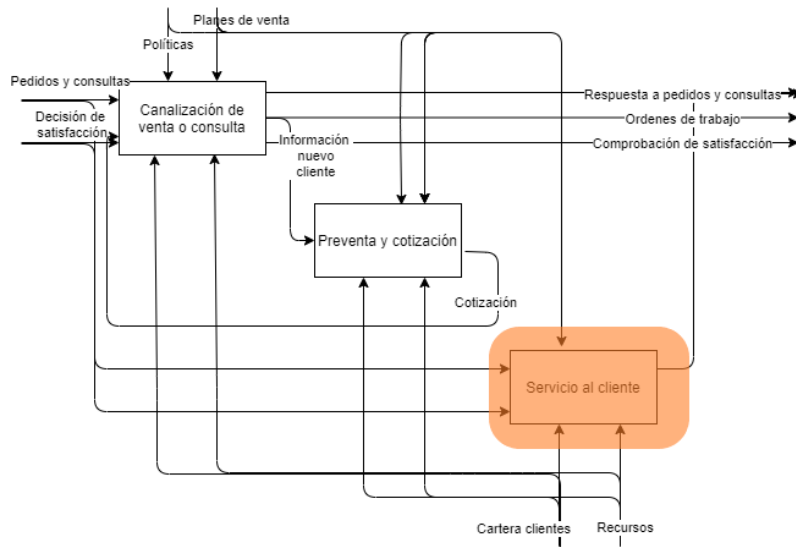 Planes de venta
Políticas
Pedidos y consultas
Decisión de
satisfacción
Canalización de
venta o consulta
Respuesta a pedidos y consultas
Ordenes de trabajo
Comprobación de satisfacción
Información
nuevo
cliente
Preventa y cotización
Cotización
Servicio al cliente
Cartera clientes
Recursos